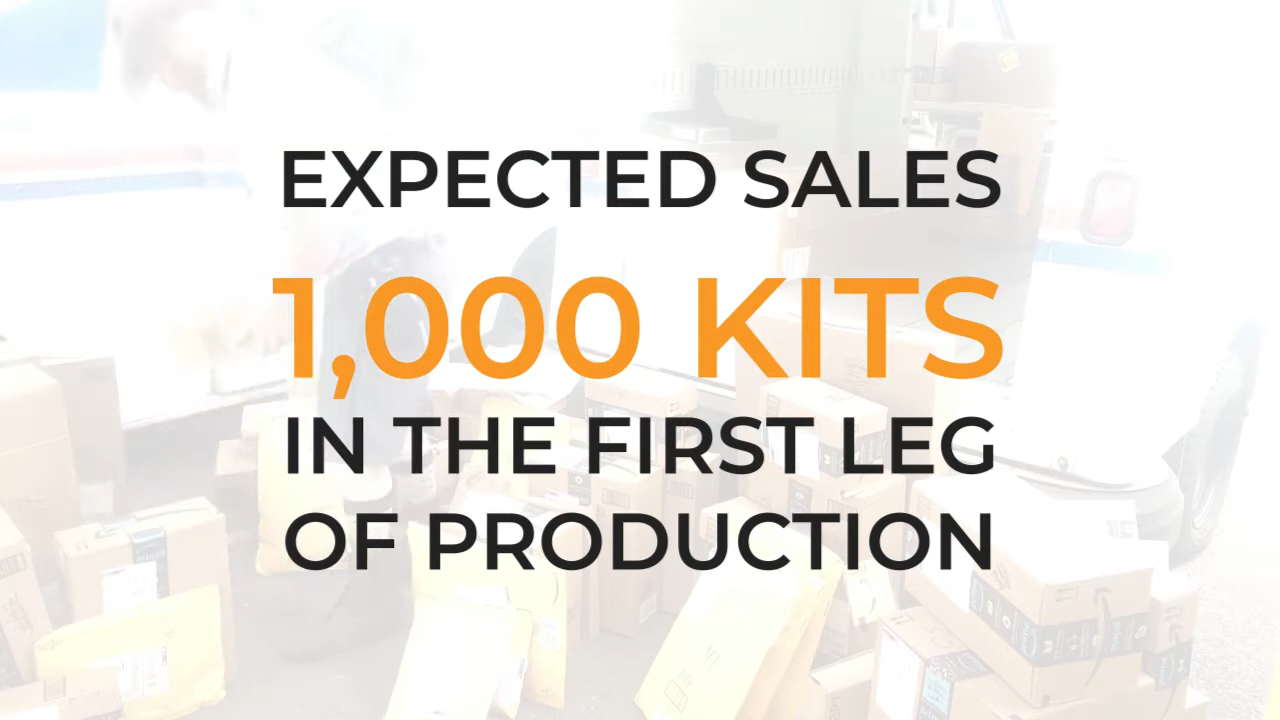 EXPECTED SALES
1,000 KITS
IN THE FIRST LEG
OF PRODUCTION